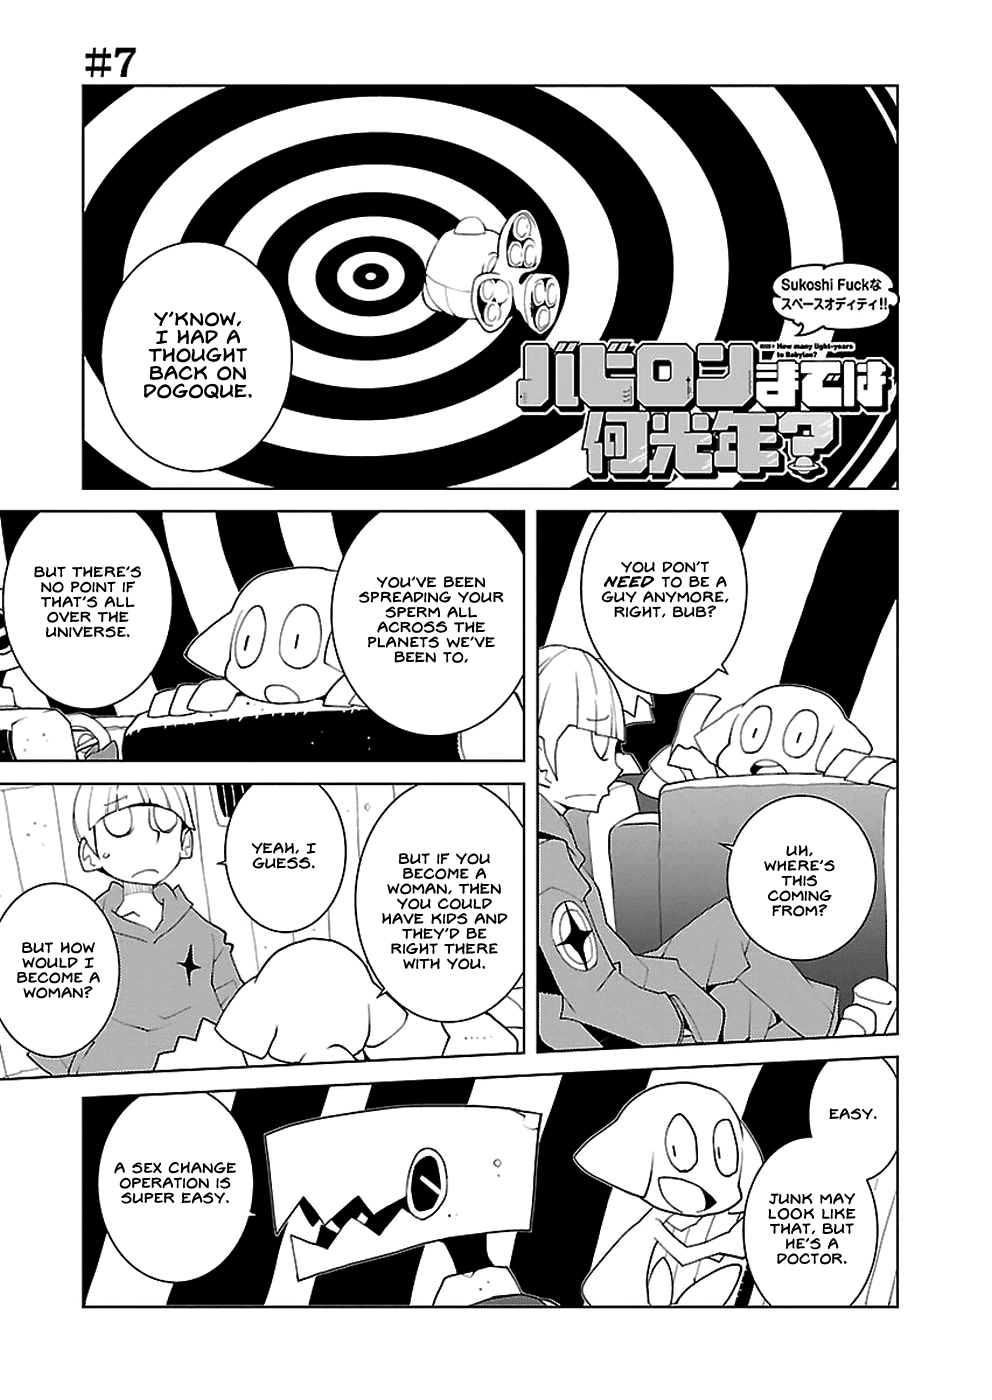 #7
Y'KNOW,
I HAD A
THOUGHT
BACK ON
DOGOQUE.
Sukoshi Fuckな
スペースオディティ!!
How many light-years
to Babylon?
バビロンまでは
何光年?
YOU DON'T
NEED TO BE A
GUY ANYMORE,
RIGHT, BUB?
UH,
WHERE'S
THIS
COMING
FROM?
YOU'VE BEEN
SPREADING YOUR
SPERM ALL
ACROSS THE
PLANETS WE'VE
BEEN TO,
BUT THERE'S
NO POINT IF
THAT'S ALL
OVER THE
UNIVERSE.
BUT IF YOU
BECOME A
WOMAN, THEN
YOU COULD
HAVE KIDS AND
THEY'D BE
RIGHT THERE
WITH YOU.
YEAH, I
GUESS.
BUT HOW
WOULD I
BECOME A
WOMAN?
EASY.
JUNK MAY
LOOK LIKE
THAT, BUT
HE'S A
DOCTOR.
A SEX CHANGE
OPERATION IS
SUPER EASY.